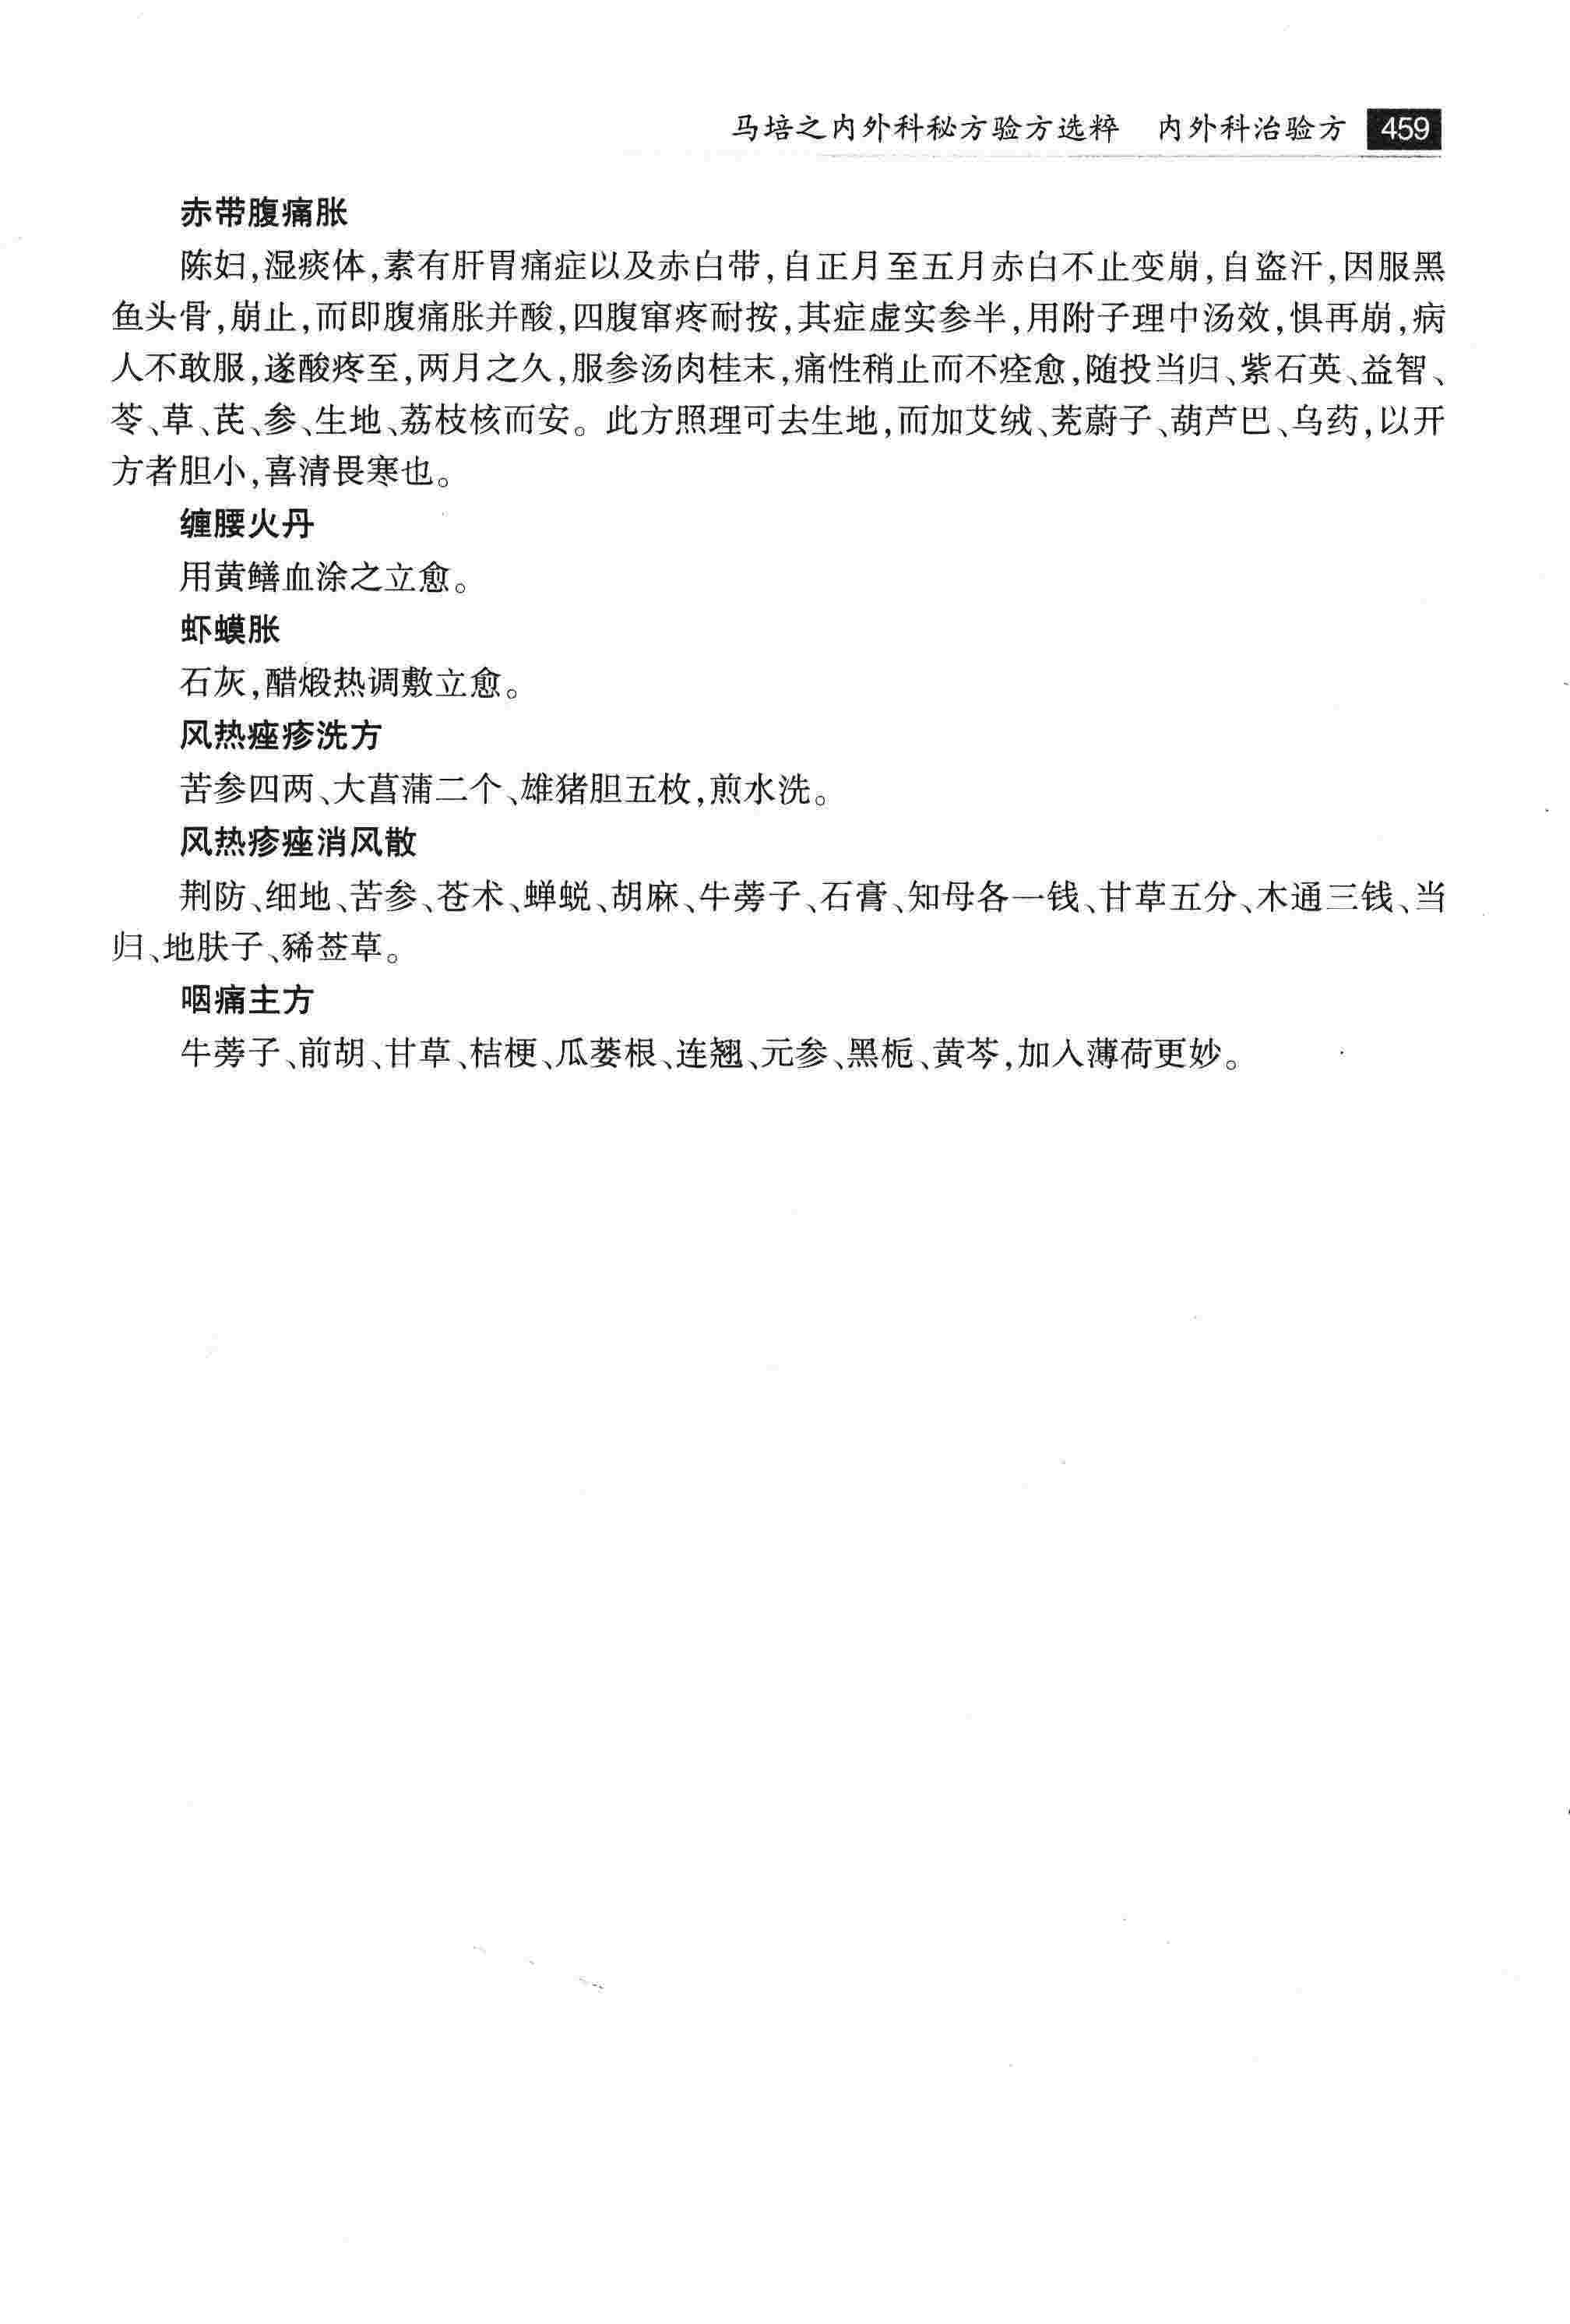 马培之内外科秘方验方选粹　内外科治验方 459
赤带腹痛胀
陈妇,湿痰体,素有肝胃痛症以及赤白带,自正月至五月赤白不止变崩,自盗汗,因服黑
鱼头骨,崩止,而即腹痛胀并酸,四腹窜疼耐按,其症虚实参半,用附子理中汤效,惧再崩,病
人不敢服,遂酸疼至,两月之久,服参汤肉桂末,痛性稍止而不痊愈,随投当归、紫石英、益智、
苓、草、芪、参、生地、荔枝核而安。此方照理可去生地,而加艾绒、茺蔚子、葫芦巴、乌药,以开
方者胆小,喜清畏寒也。
缠腰火丹
用黄鳝血涂之立愈。
虾蟆胀
石灰,醋煅热调敷立愈。
风热痤疹洗方
苦参四两、大菖蒲二个、雄猪胆五枚,煎水洗。
风热疹痤消风散
荆防、细地、苦参、苍术、蝉蜕、胡麻、牛蒡子、石膏、知母各一钱、甘草五分、木通三钱、当
归、地肤子、豨莶草。
咽痛主方
牛蒡子、前胡、甘草、桔梗、瓜蒌根、连翘、元参、黑栀、黄芩,加入薄荷更妙。